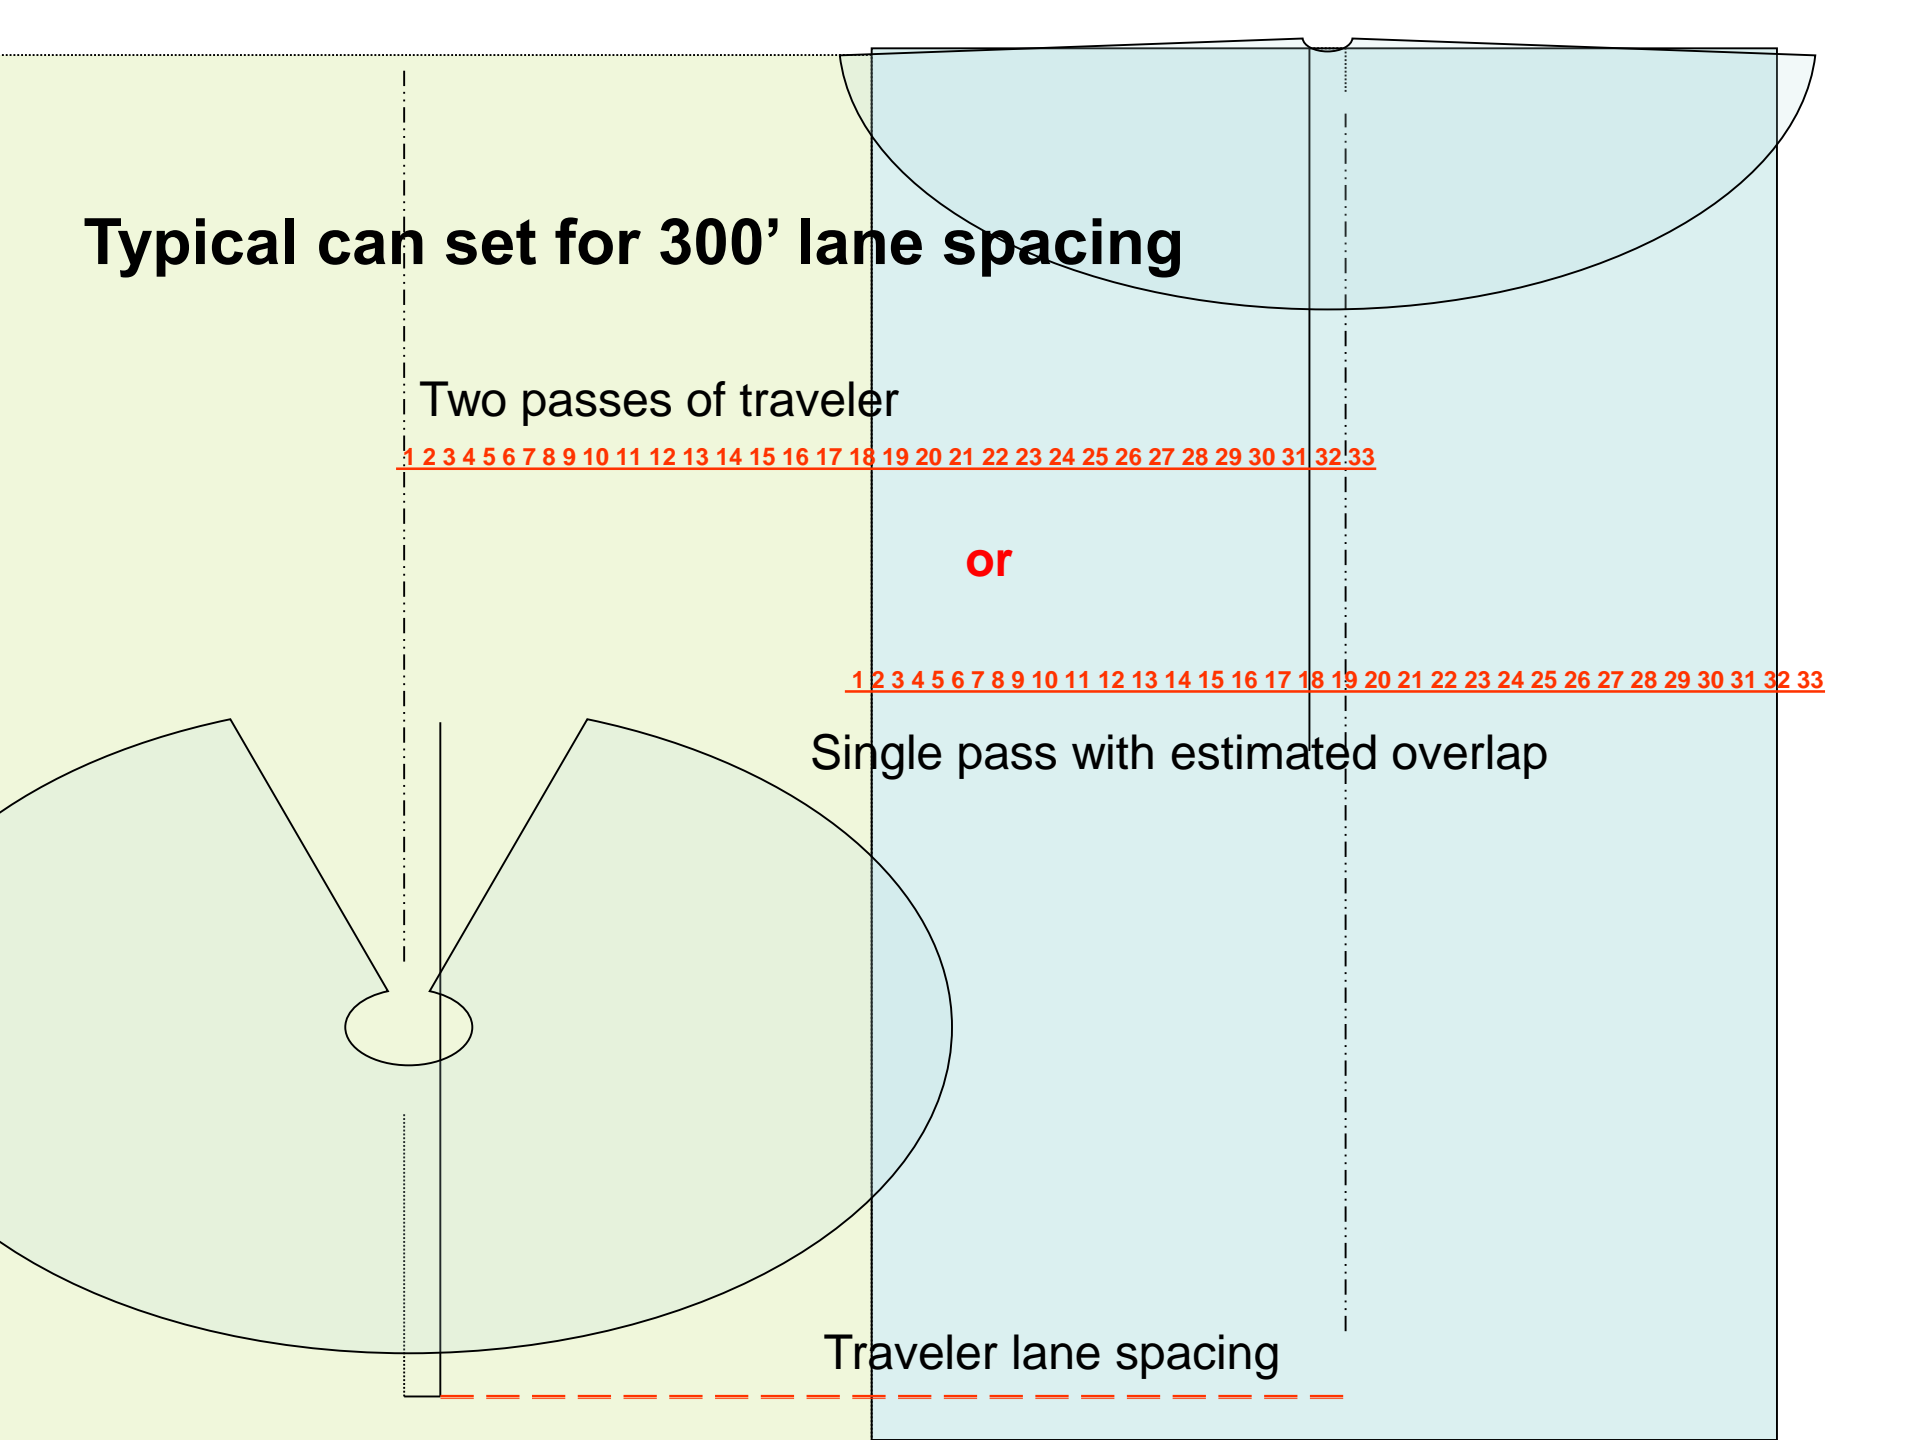 Typical can set for 300’ lane spacing
Two passes of traveler
1 2 3 4 5 6 7 8 9 10 11 12 13 14 15 16 17 18 19 20 21 22 23 24 25 26 27 28 29 30 31 32 33
or
1 2 3 4 5 6 7 8 9 10 11 12 13 14 15 16 17 18 19 20 21 22 23 24 25 26 27 28 29 30 31 32 33
Single pass with estimated overlap
Traveler lane spacing